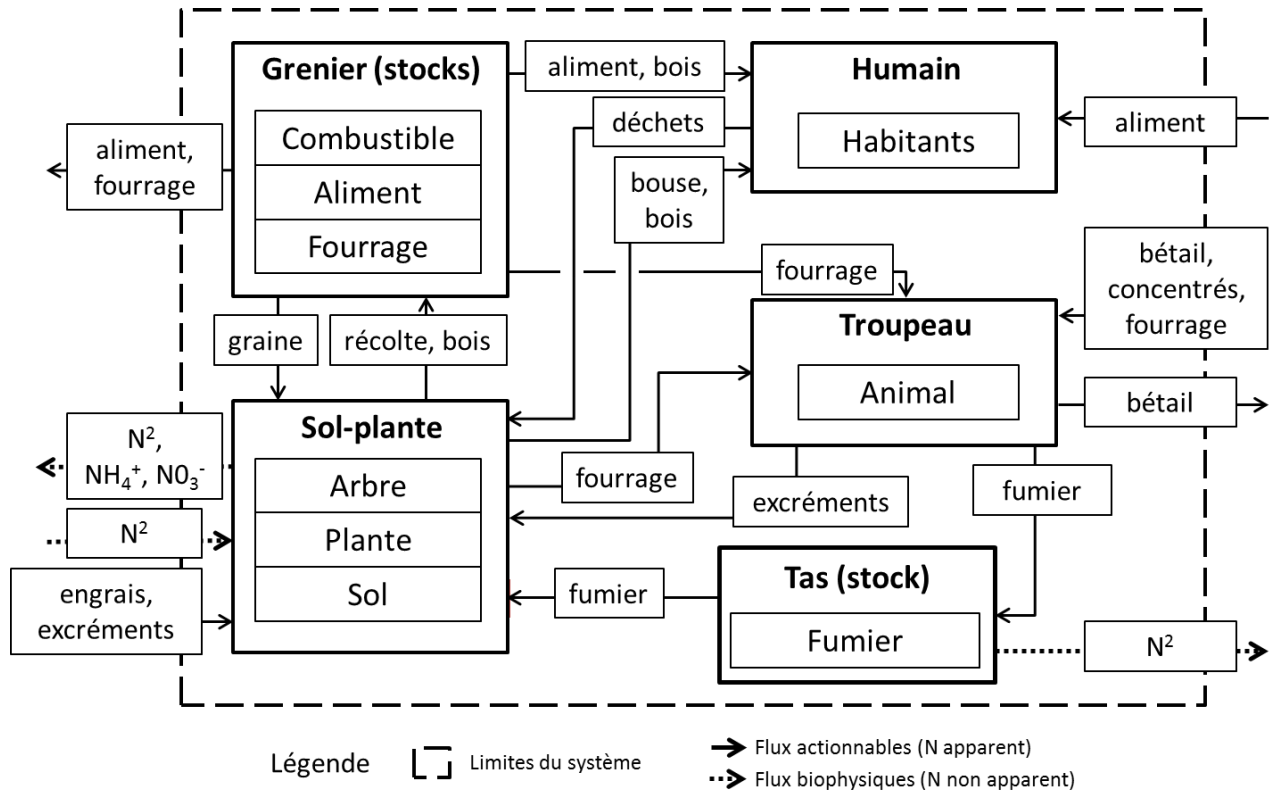 Grenier (stocks)
Combustible
Aliment
Fourrage
aliment, bois
Humain
Habitants
déchets
bouse,
bois
aliment
aliment,
fourrage
fourrage
bétail,
concentrés,
fourrage
graine
récolte, bois
Troupeau
Animal
bétail
Sol-plante
Arbre
Plante
Sol
N²,
NH₄⁺, N0₃⁻
N²
engrais,
excréments
fourrage
excréments
fumier
Tas (stock)
Fumier
fumier
N²
Légende
Limites du système
Flux actionnables (N apparent)
Flux biophysiques (N non apparent)